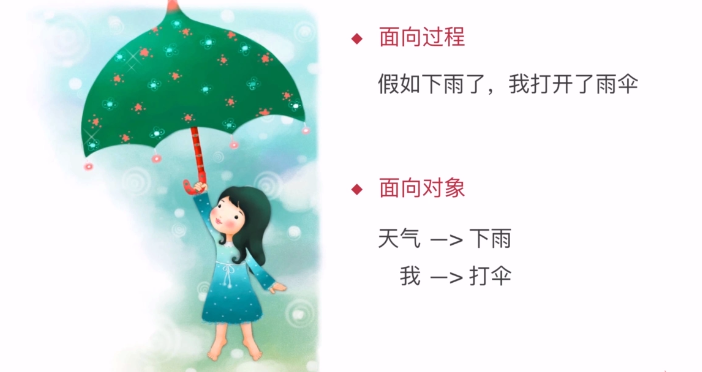 ◆ 面向过程
假如下雨了，我打开了雨伞
◆ 面向对象
天气 —> 下雨
我 —> 打伞